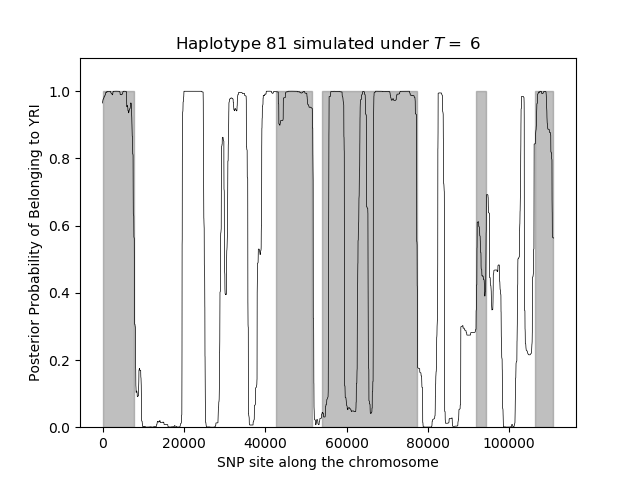 Haplotype 81 simulated under T = 6
Posterior Probability of Belonging to YRI
1.0
0.8
0.6
0.4
0.2
0.0
0 20000 40000 60000 80000 100000
SNP site along the chromosome